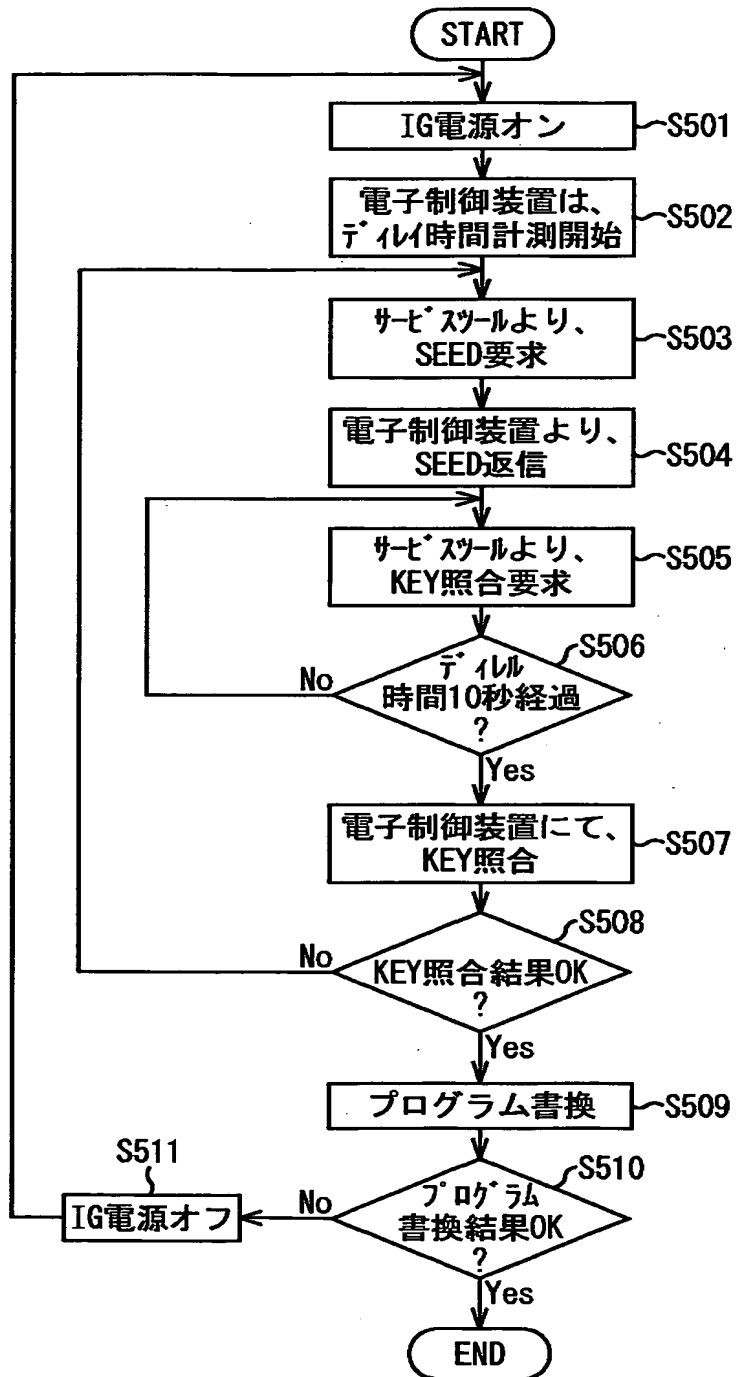 START
IG電源オン
S501
電子制御装置は、
ディレイ時間計測開始
S502
サービスツールより、
SEED要求
S503
電子制御装置より、
SEED返信
S504
サービスツールより、
KEY照合要求
S505
S506
ディレル
時間10秒経過
?
No
Yes
電子制御装置にて、
KEY照合
S507
S508
KEY照合結果OK
?
No
Yes
プログラム書換
S509
S510
プログラム
書換結果OK
?
No
S511
IG電源オフ
Yes
END